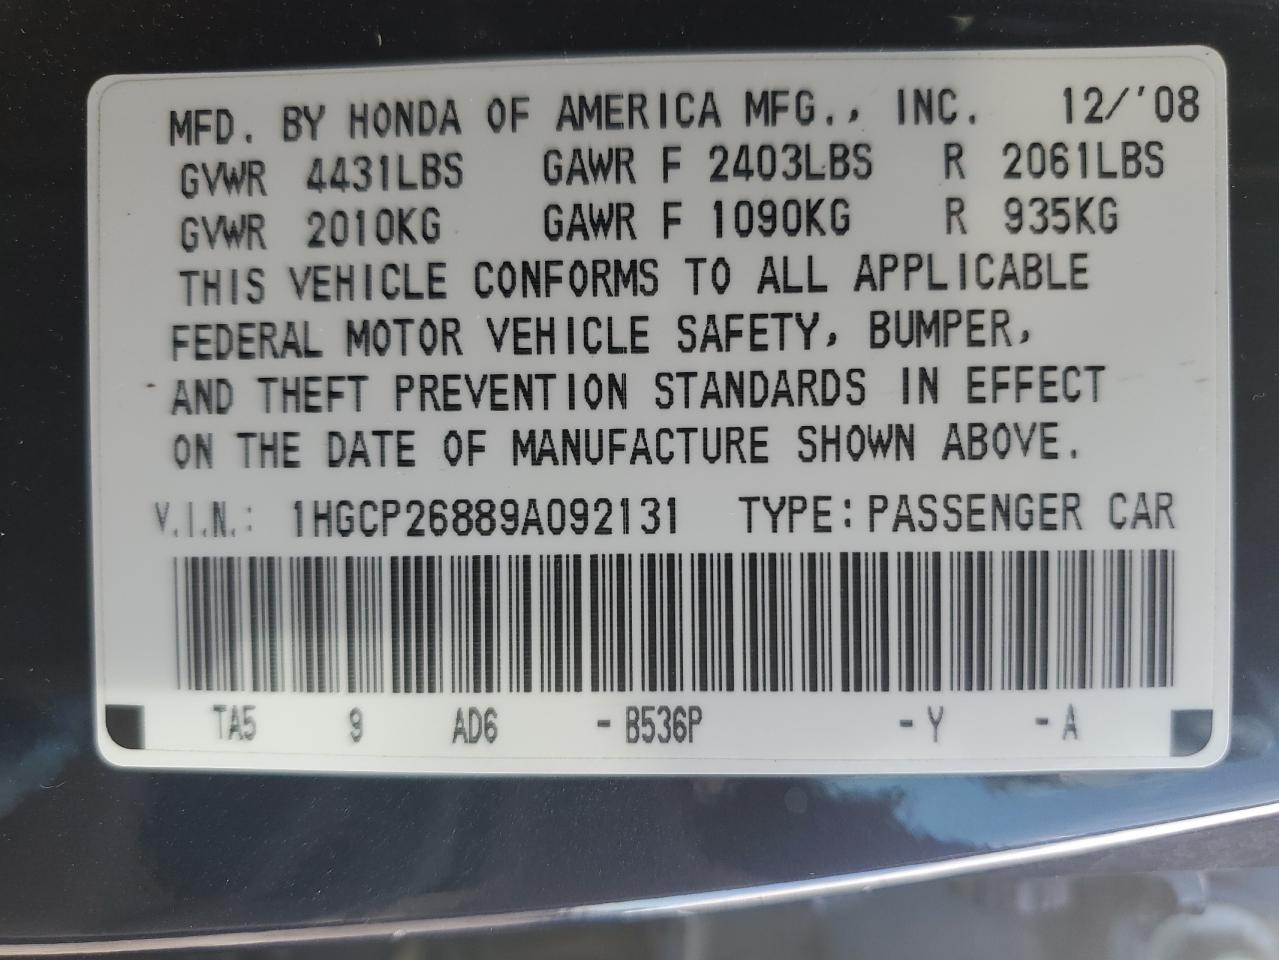 MFD. BY HONDA OF AMERICA MFG., INC. 12/'08
GVWR 4431LBS GAWR F 2403LBS R 2061LBS
GVWR 2010KG GAWR F 1090KG R 935KG
THIS VEHICLE CONFORMS TO ALL APPLICABLE
FEDERAL MOTOR VEHICLE SAFETY, BUMPER,
AND THEFT PREVENTION STANDARDS IN EFFECT
ON THE DATE OF MANUFACTURE SHOWN ABOVE.
V.I.N.: 1HGCP26889A092131 TYPE: PASSENGER CAR
TA5 9 AD6 - B536P - Y - A